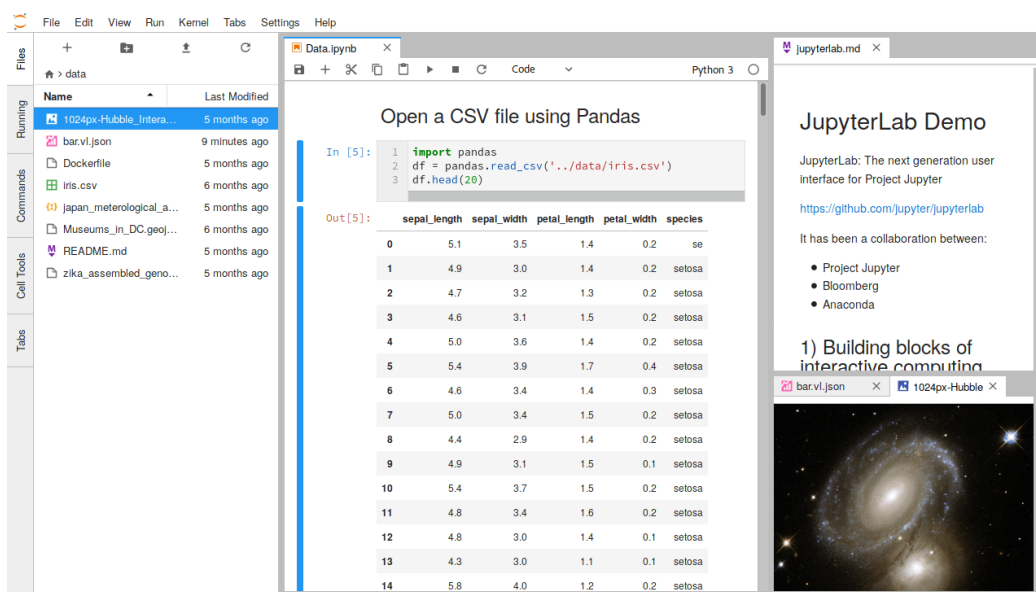 File Edit View Run Kernel Tabs Settings Help
Files
Running
Commands
Cell Tools
Tabs
> data
Name Last Modified
1024px-Hubble_Intera... 5 months ago
bar.vl.json 9 minutes ago
Dockerfile 5 months ago
iris.csv 6 months ago
japan_meterological_a... 5 months ago
Museums_in_DC.geoj... 6 months ago
README.md 5 months ago
zika_assembled_geno... 5 months ago
Data.ipynb
Code Python 3
Open a CSV file using Pandas
In [5]:
1 import pandas
2 df = pandas.read_csv('../data/iris.csv')
3 df.head(20)
Out[5]:
sepal_length sepal_width petal_length petal_width species
0 5.1 3.5 1.4 0.2 se
1 4.9 3.0 1.4 0.2 setosa
2 4.7 3.2 1.3 0.2 setosa
3 4.6 3.1 1.5 0.2 setosa
4 5.0 3.6 1.4 0.2 setosa
5 5.4 3.9 1.7 0.4 setosa
6 4.6 3.4 1.4 0.3 setosa
7 5.0 3.4 1.5 0.2 setosa
8 4.4 2.9 1.4 0.2 setosa
9 4.9 3.1 1.5 0.1 setosa
10 5.4 3.7 1.5 0.2 setosa
11 4.8 3.4 1.6 0.2 setosa
12 4.8 3.0 1.4 0.1 setosa
13 4.3 3.0 1.1 0.1 setosa
14 5.8 4.0 1.2 0.2 setosa
jupyterlab.md
JupyterLab Demo
JupyterLab: The next generation user
interface for Project Jupyter
https://github.com/jupyter/jupyterlab
It has been a collaboration between:
Project Jupyter
Bloomberg
Anaconda
1) Building blocks of
interactive computing
bar.vl.json
1024px-Hubble